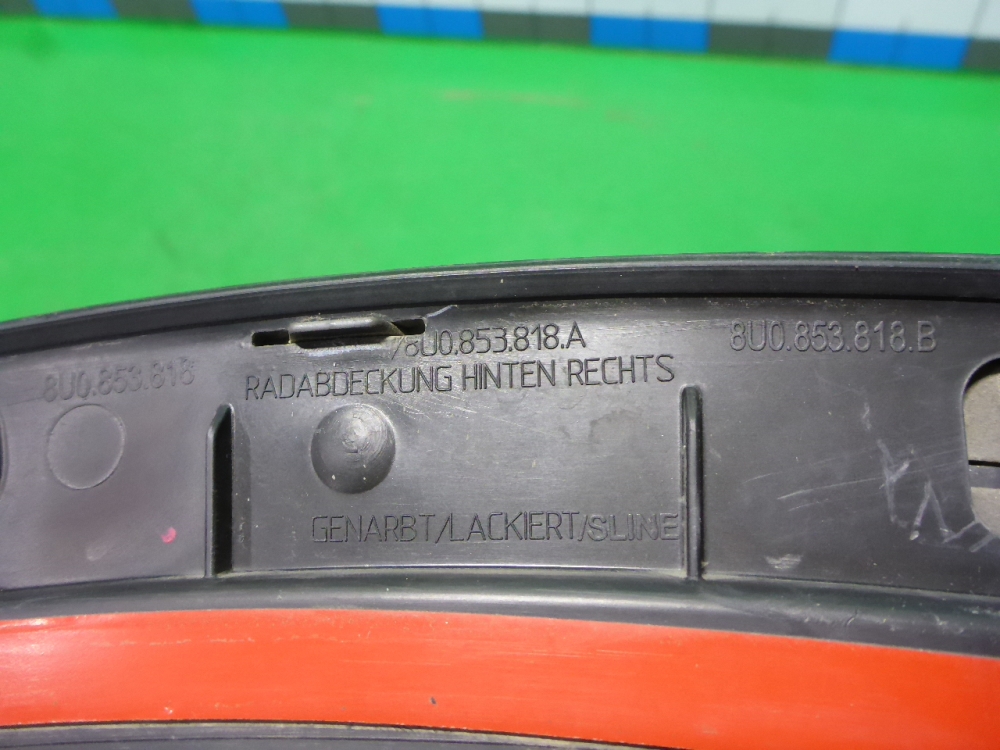 8U0.853.818 /8U0.853.818.A 8U0.853.818.B
RADABDECKUNG HINTEN RECHTS
GENARBT/LACKIERT/SLINE